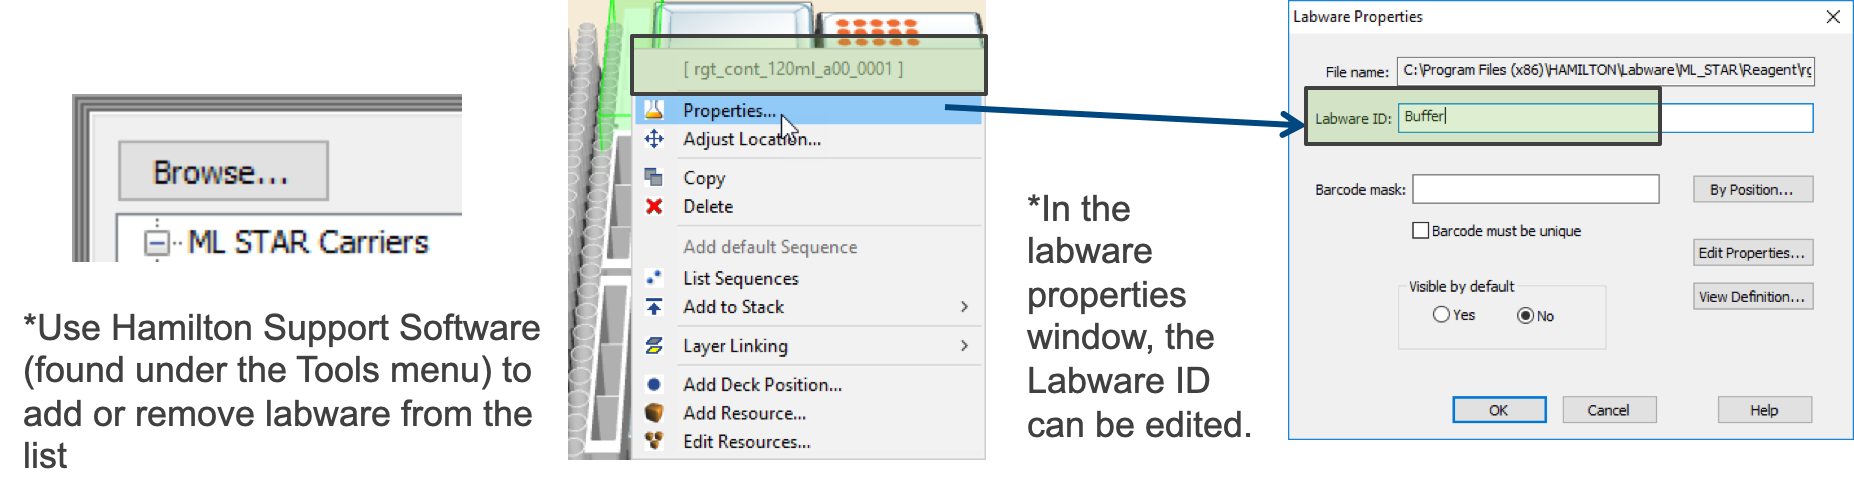 Browse...
ML STAR Carriers
*Use Hamilton Support Software
(found under the Tools menu) to
add or remove labware from the
list
[ rgt_cont_120ml_a00_0001 ]
Properties...
Adjust Location...
Copy
Delete
Add default Sequence
List Sequences
Add to Stack
Layer Linking
Add Deck Position...
Add Resource...
Edit Resources...
*In the
labware
properties
window, the
Labware ID
can be edited.
Labware Properties
File name: C:\Program Files (x86)\HAMILTON\Labware\ML_STAR\Reagent\rg
Labware ID: Buffer
Barcode mask: By Position...
Barcode must be unique
Edit Properties...
Visible by default
View Definition...
Yes No
OK Cancel Help